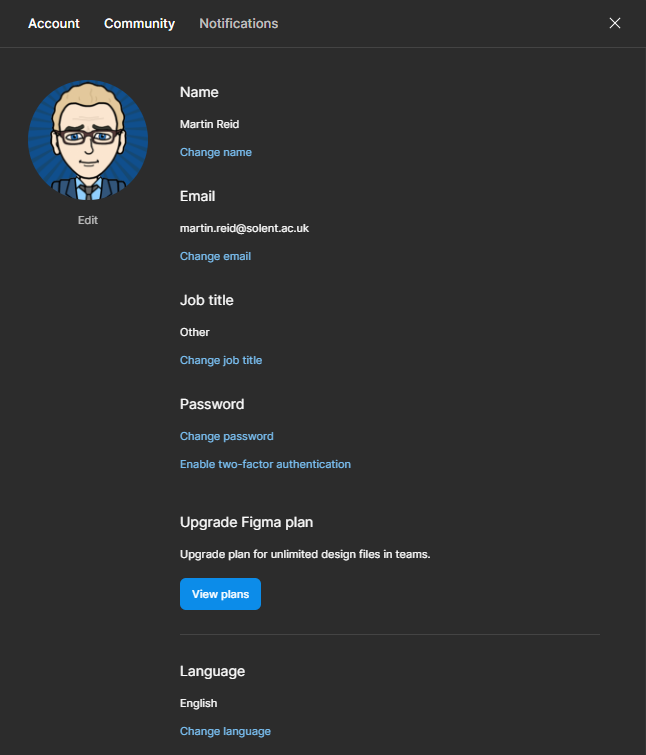 Account Community Notifications
Edit
Name
Martin Reid
Change name
Email
martin.reid@solent.ac.uk
Change email
Job title
Other
Change job title
Password
Change password
Enable two-factor authentication
Upgrade Figma plan
Upgrade plan for unlimited design files in teams.
View plans
Language
English
Change language